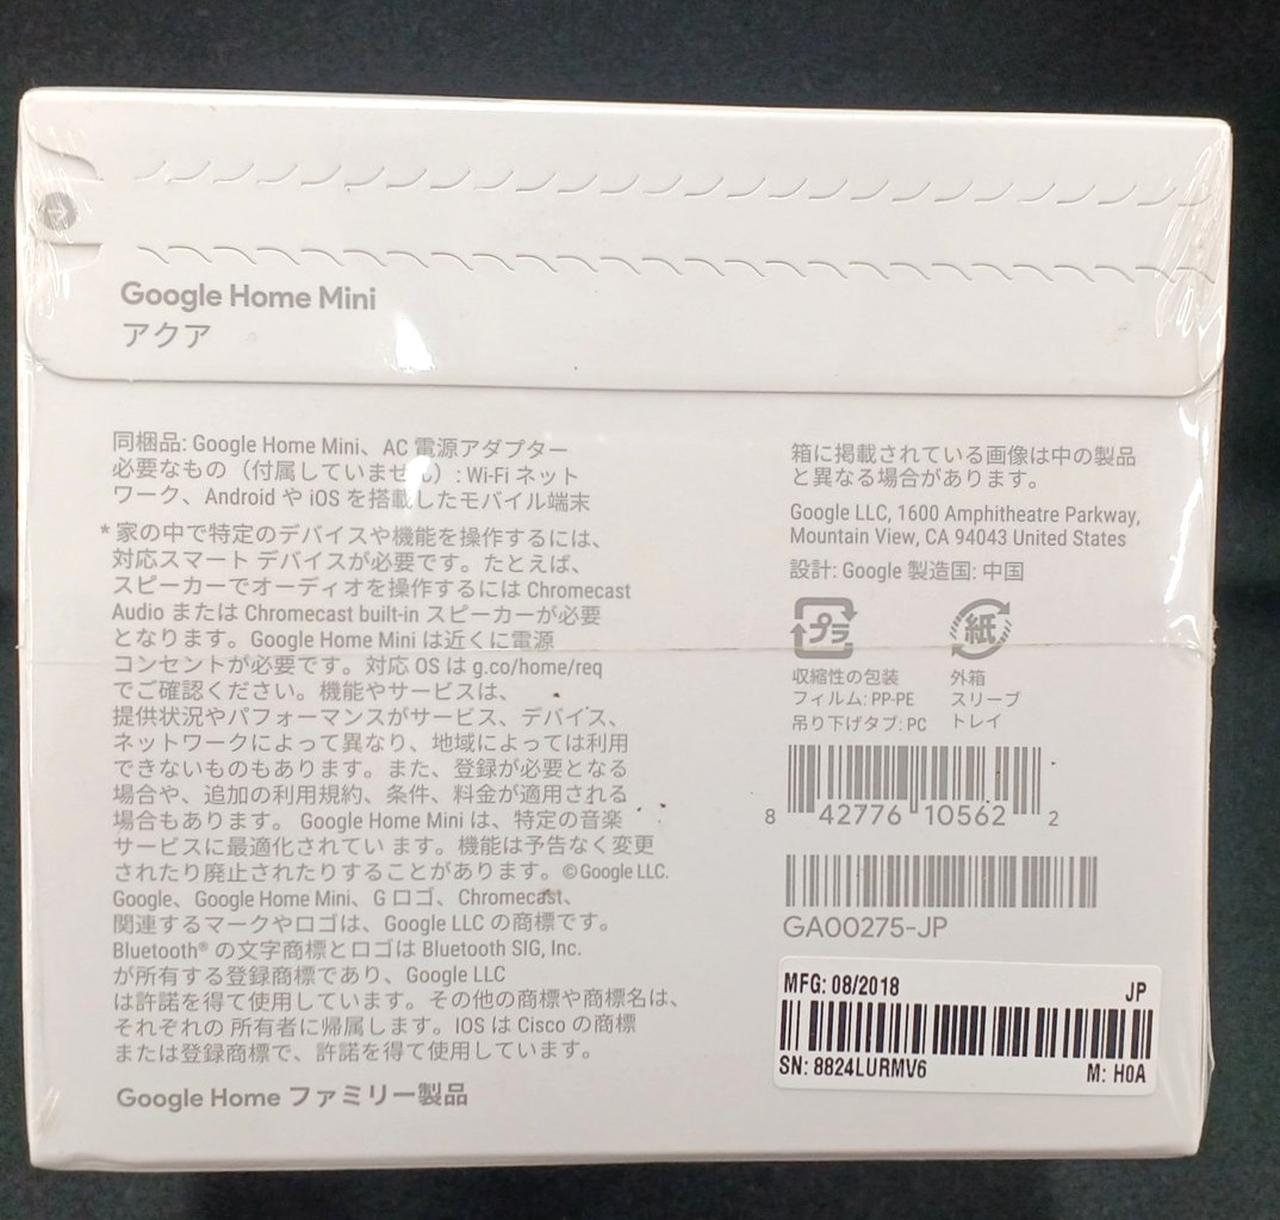 Google Home Mini
アクア
同梱品: Google Home Mini、AC 電源アダプター
必要なもの（付属していません）: Wi-Fi ネット
ワーク、Android や iOS を搭載したモバイル端末
* 家の中で特定のデバイスや機能を操作するには、
対応スマート デバイスが必要です。たとえば、
スピーカーでオーディオを操作するには Chromecast
Audio または Chromecast built-in スピーカーが必要
となります。Google Home Mini は近くに電源
コンセントが必要です。対応 OS は g.co/home/req
でご確認ください。機能やサービスは、
提供状況やパフォーマンスがサービス、デバイス、
ネットワークによって異なり、地域によっては利用
できないものもあります。また、登録が必要となる
場合や、追加の利用規約、条件、料金が適用される
場合もあります。 Google Home Mini は、特定の音楽
サービスに最適化されてい ます。機能は予告なく変更
されたり廃止されたりすることがあります。©Google LLC.
Google、Google Home Mini、G ロゴ、Chromecast、
関連するマークやロゴは、Google LLC の商標です。
Bluetooth® の文字商標とロゴは Bluetooth SIG, Inc.
が所有する登録商標であり、Google LLC
は許諾を得て使用しています。その他の商標や商標名は、
それぞれの 所有者に帰属します。IOS は Cisco の商標
または登録商標で、許諾を得て使用しています。
Google Home ファミリー製品
箱に掲載されている画像は中の製品
と異なる場合があります。
Google LLC, 1600 Amphitheatre Parkway,
Mountain View, CA 94043 United States
設計: Google 製造国: 中国
プラ
紙
収縮性の包装
フィルム: PP-PE
吊り下げタブ: PC
外箱
スリーブ
トレイ
8 42776 10562 2
GA00275-JP
MFG: 08/2018 JP
SN: 8824LURMV6 M: H0A